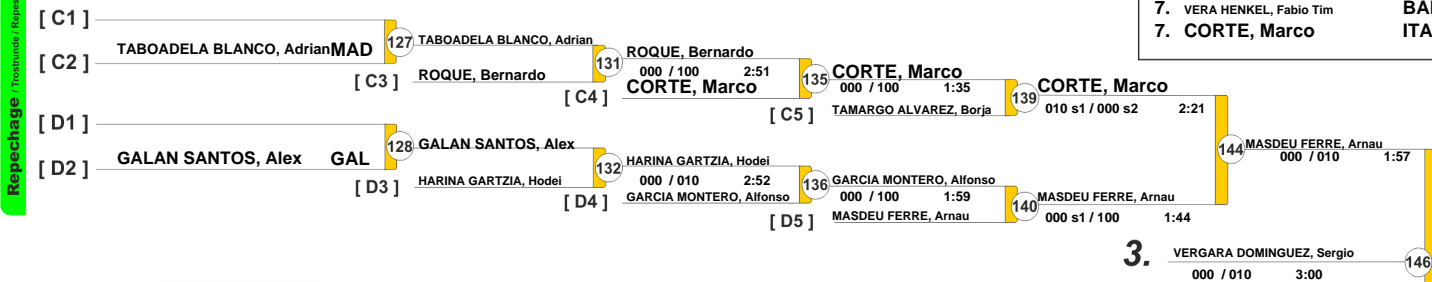 Repechage / Trostrunde / Repes
[ C1 ]
[ C2 ]
TABOADELA BLANCO, Adrian MAD
127
TABOADELA BLANCO, Adrian
[ C3 ]
ROQUE, Bernardo
131
ROQUE, Bernardo
000 / 100 2:51
[ C4 ]
CORTE, Marco
135
CORTE, Marco
000 / 100 1:35
[ C5 ]
TAMARGO ALVAREZ, Borja
139
CORTE, Marco
010 s1 / 000 s2 2:21
[ D1 ]
[ D2 ]
GALAN SANTOS, Alex GAL
128
GALAN SANTOS, Alex
[ D3 ]
HARINA GARTZIA, Hodei
132
HARINA GARTZIA, Hodei
000 / 010 2:52
[ D4 ]
GARCIA MONTERO, Alfonso
136
GARCIA MONTERO, Alfonso
000 / 100 1:59
[ D5 ]
MASDEU FERRE, Arnau
140
MASDEU FERRE, Arnau
000 s1 / 100 1:44
144
MASDEU FERRE, Arnau
000 / 010 1:57
3.
VERGARA DOMINGUEZ, Sergio
000 / 010 3:00
146
7. VERA HENKEL, Fabio Tim BA
7. CORTE, Marco ITA